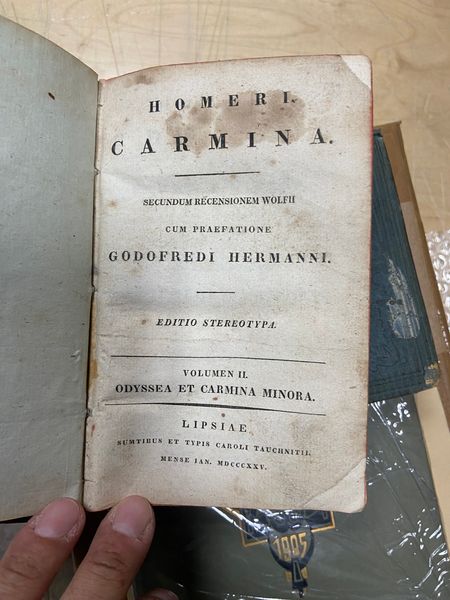 HOMERI.
CARMINA.
SECUNDUM RECENSIONEM WOLFII
CUM PRAEFATIONE
GODOFREDI HERMANNI.
EDITIO STEREOTYPA.
VOLUMEN II.
ODYSSEA ET CARMINA MINORA.
LIPSIAE
SUMTIBUS ET TYPIS CAROLI TAUCHNITII.
MENSE IAN. MDCCCXXV.
1895